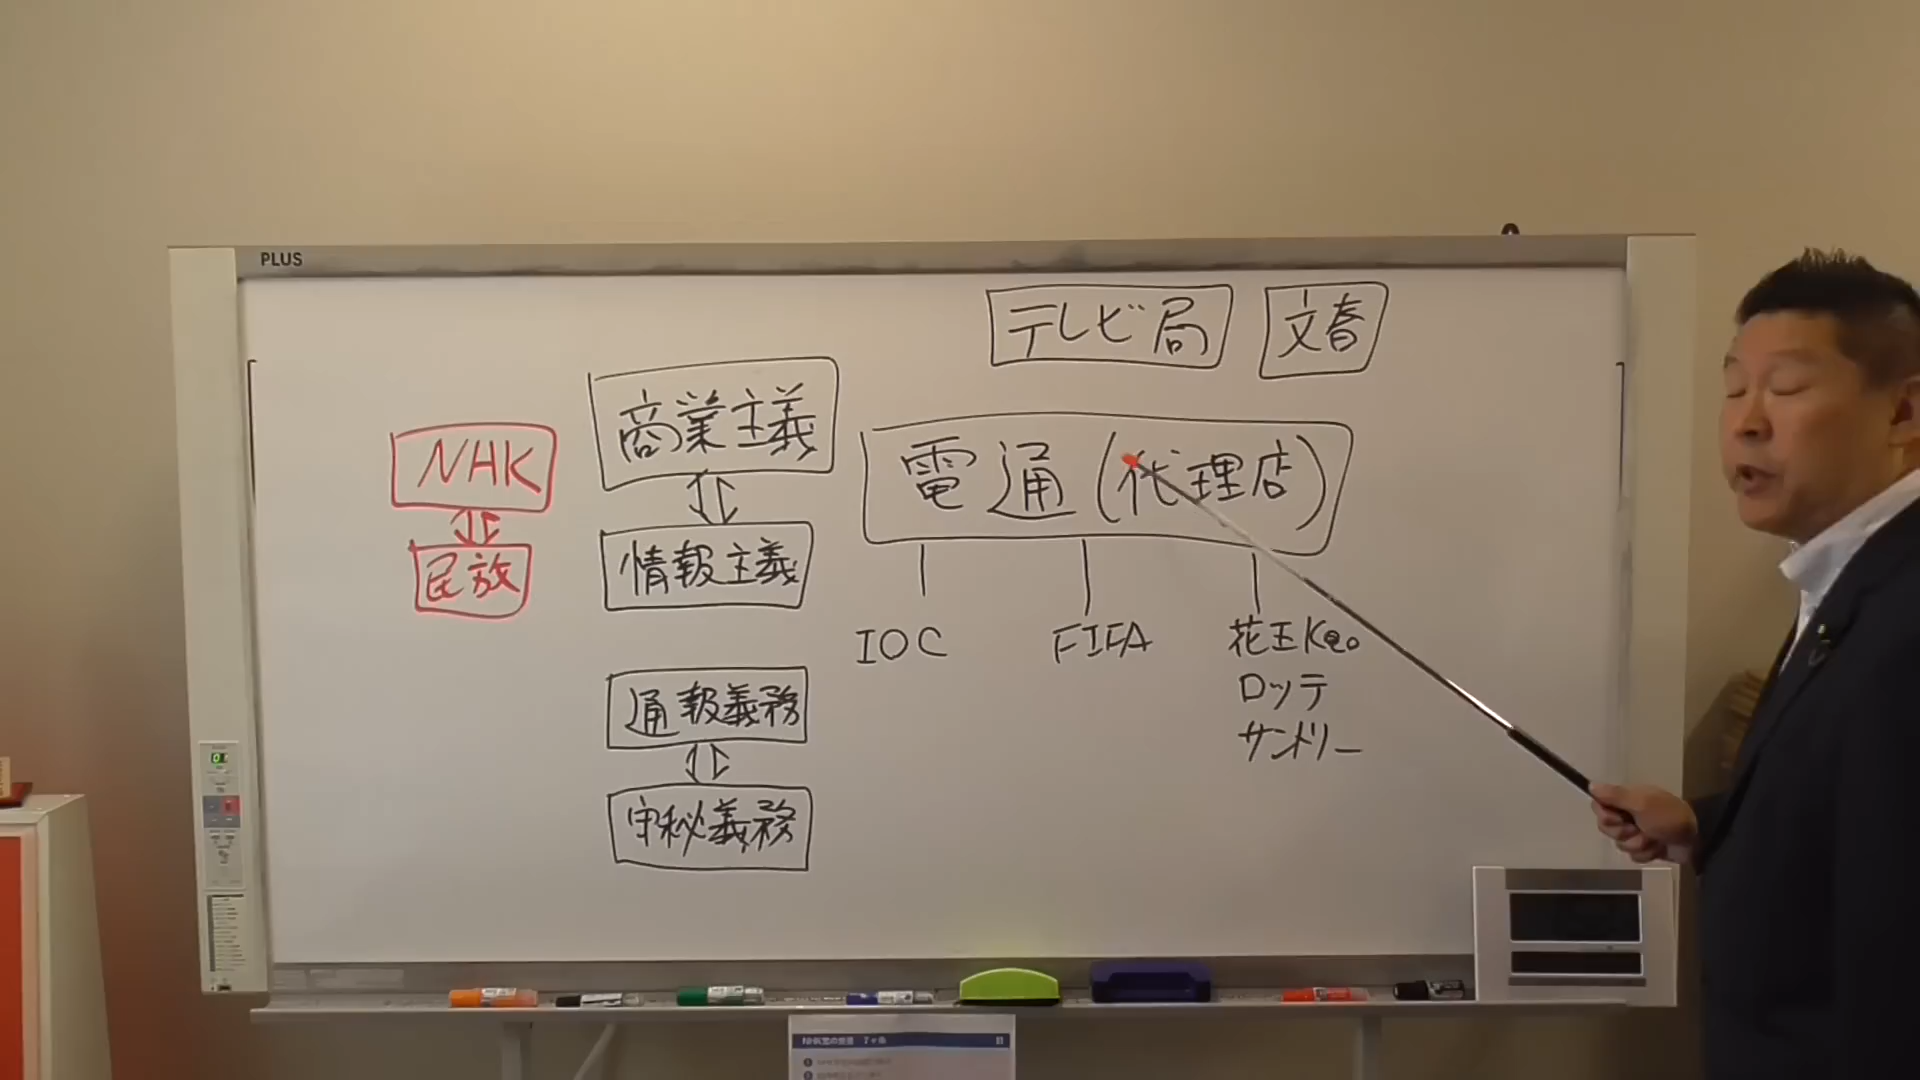 PLUS
テレビ局
文春
商業主義
NHK
電通(代理店)
情報主義
民放
IOC
FIFA
花王Kao
ロッテ
サントリー
通報義務
守秘義務